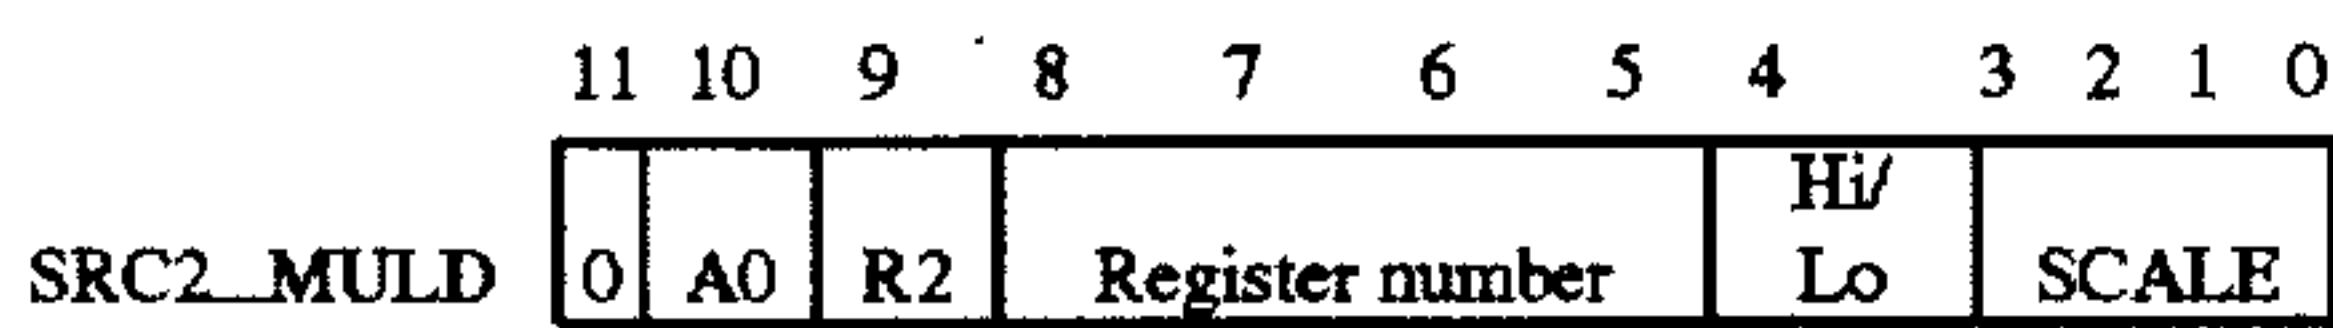 11 10 9 8 7 6 5 4 3 2 1 0
Hi/
SRC2_MULD 0 A0 R2 Register number Lo SCALE